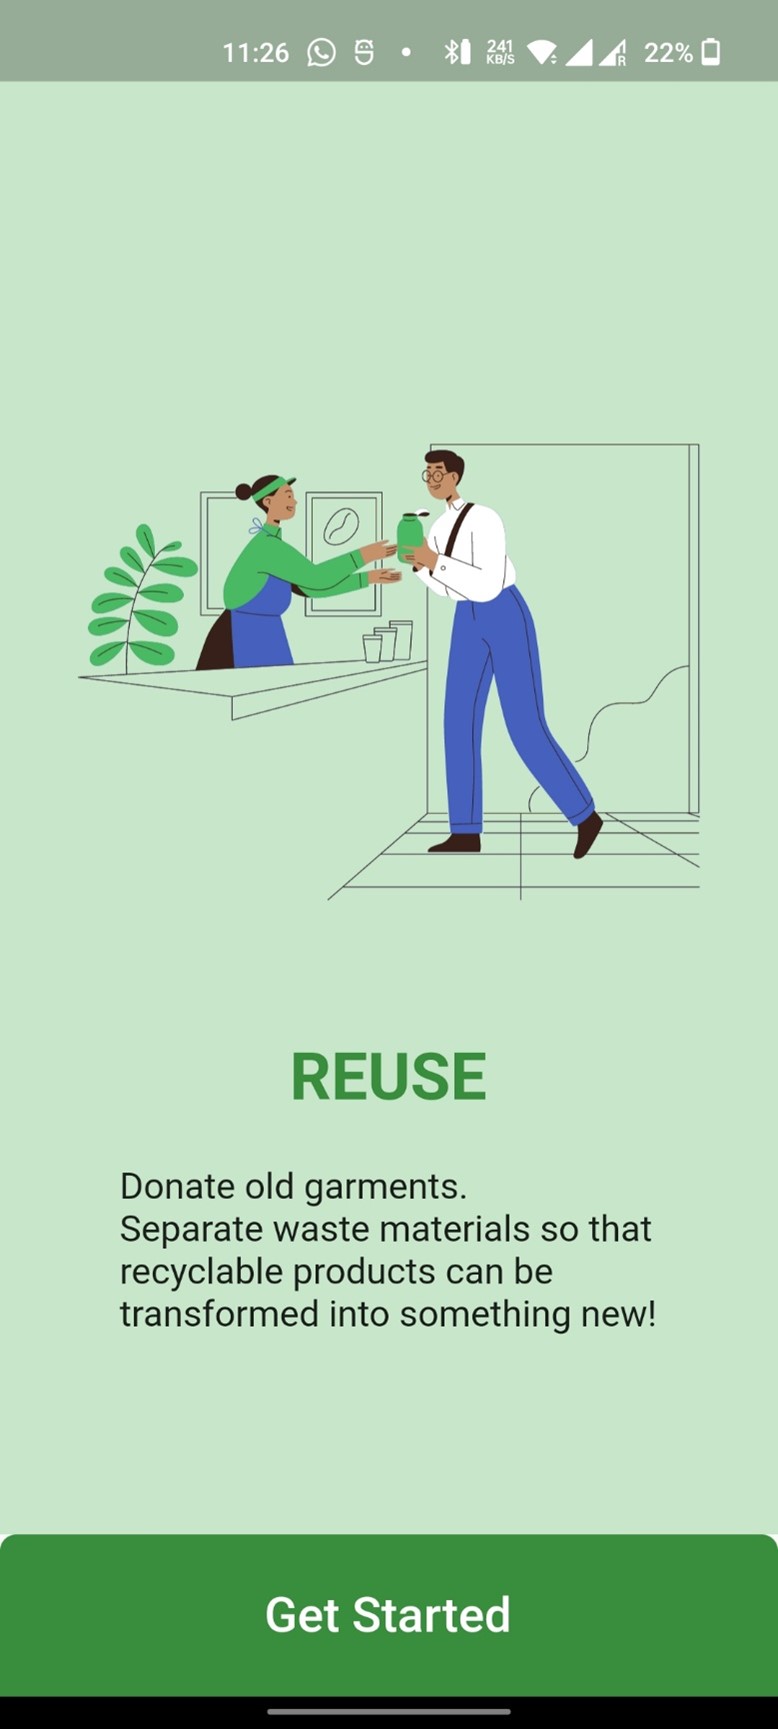 11:26 241 KB/S R 22%
REUSE
Donate old garments.
Separate waste materials so that
recyclable products can be
transformed into something new!
Get Started